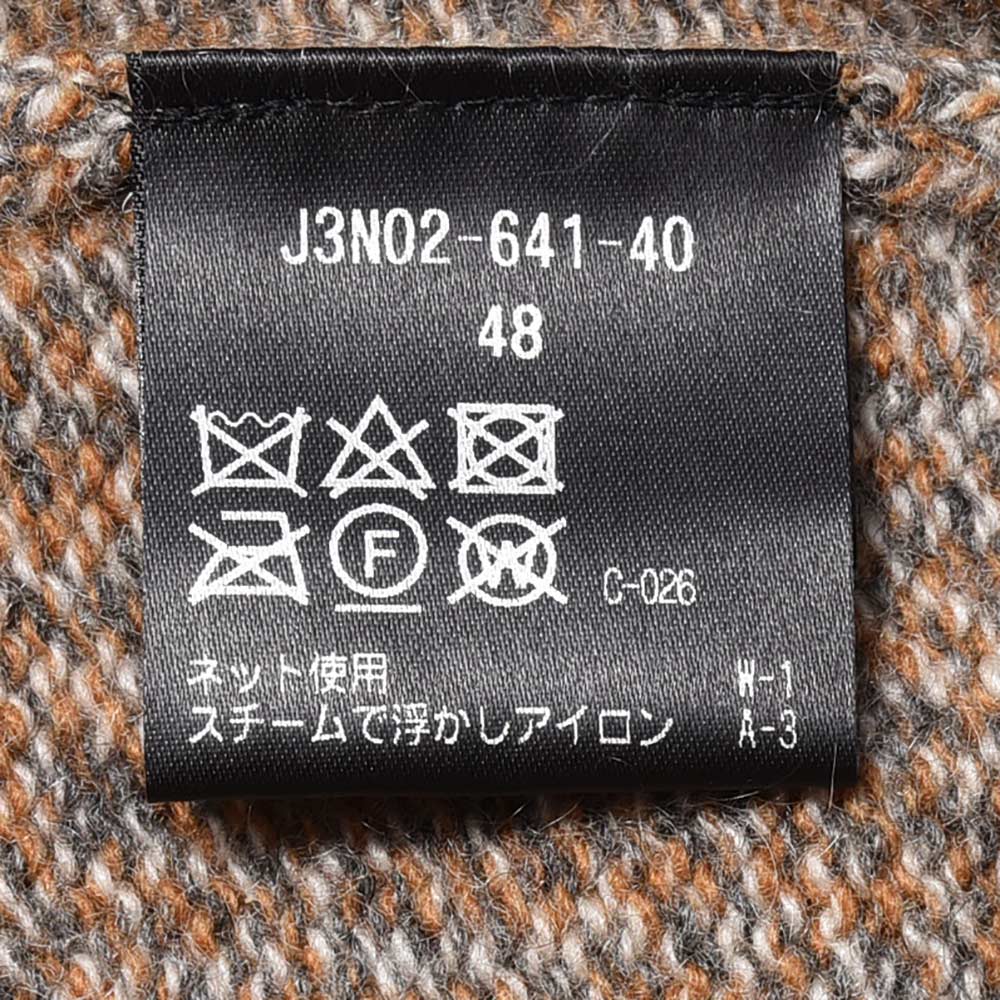 J3N02-641-40
48
F W C-026
ネット使用 W-1
スチームで浮かしアイロン A-3